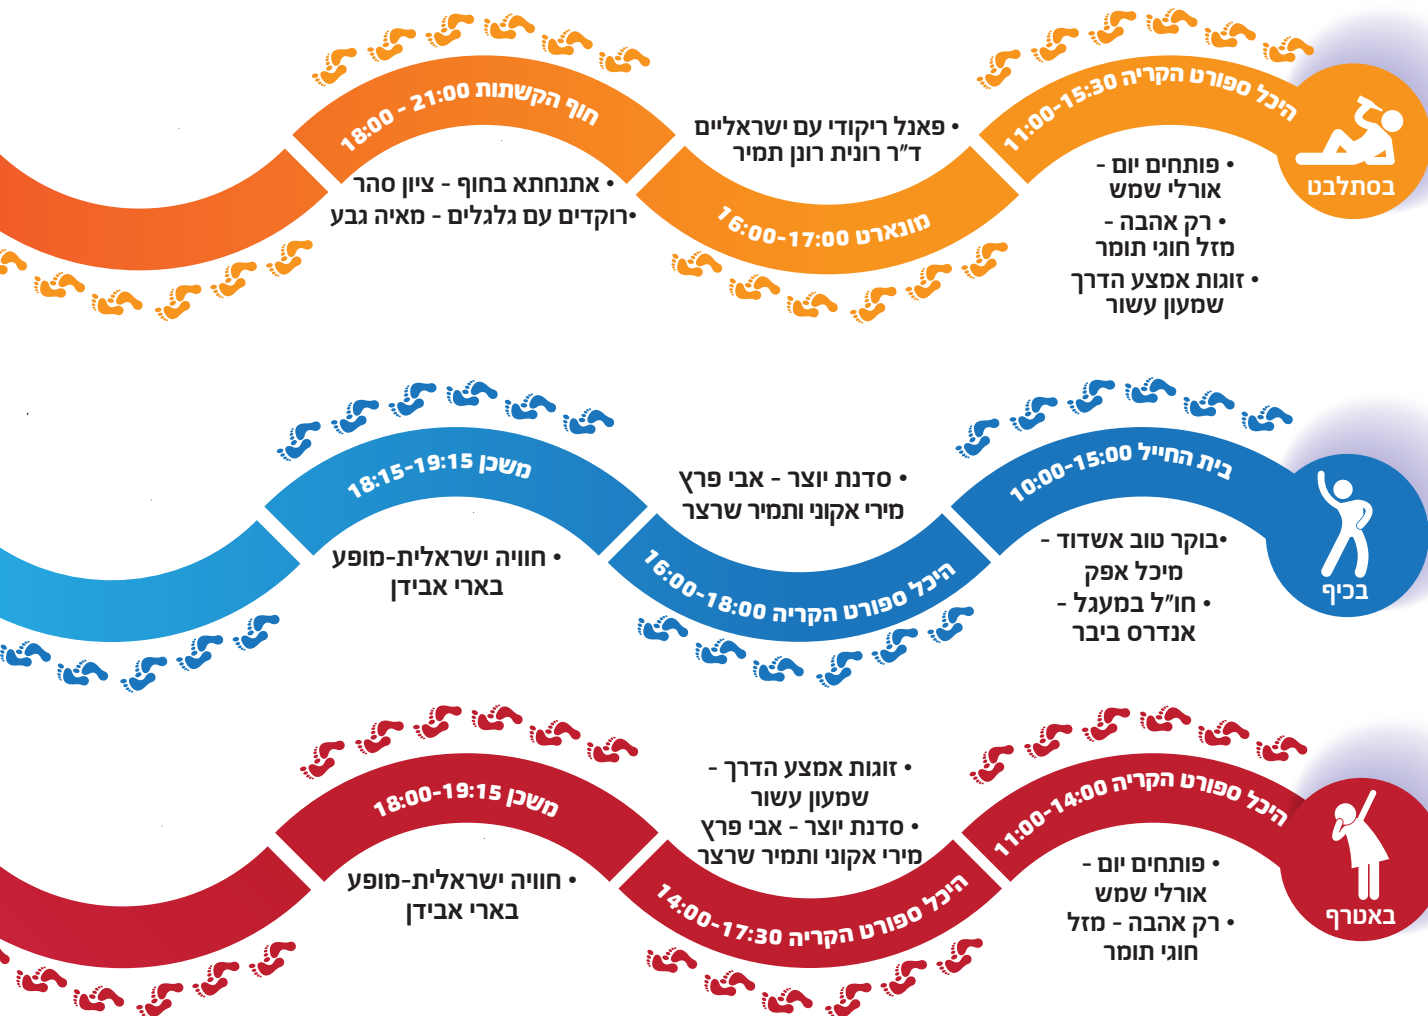 בסתלבט
היכל ספורט הקריה 11:00-15:30
• פותחים יום -
אורלי שמש
• רק אהבה -
מזל חוגי תומר
• זוגות אמצע הדרך
שמעון עשור
• פאנל ריקודי עם ישראליים
ד"ר רונית רונן תמיר
מונארט 16:00-17:00
חוף הקשתות 18:00 - 21:00
• אתנחתא בחוף - ציון סהר
•רוקדים עם גלגלים - מאיה גבע
בכיף
בית החייל 10:00-15:00
•בוקר טוב אשדוד -
מיכל אפק
• חו"ל במעגל -
אנדרס ביבר
• סדנת יוצר - אבי פרץ
מירי אקוני ותמיר שרצר
היכל ספורט הקריה 16:00-18:00
משכן 18:15-19:15
• חוויה ישראלית-מופע
בארי אבידן
באטרף
היכל ספורט הקריה 11:00-14:00
• פותחים יום -
אורלי שמש
• רק אהבה - מזל
חוגי תומר
• זוגות אמצע הדרך -
שמעון עשור
• סדנת יוצר - אבי פרץ
מירי אקוני ותמיר שרצר
היכל ספורט הקריה 14:00-17:30
משכן 18:00-19:15
• חוויה ישראלית-מופע
בארי אבידן